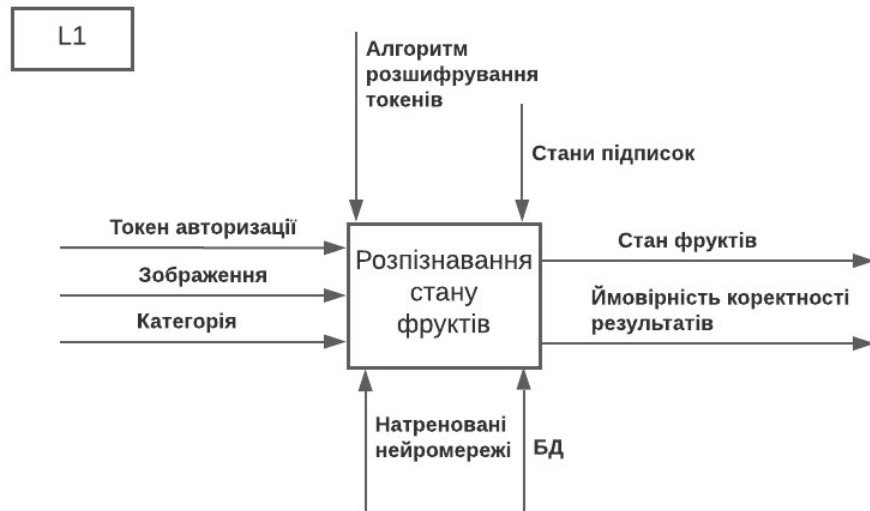 L1
Алгоритм
розшифрування
токенів
Стани підписок
Токен авторизації
Зображення
Категорія
Розпізнавання
стану
фруктів
Стан фруктів
Ймовірність коректності
результатів
Натреновані
нейромережі
БД